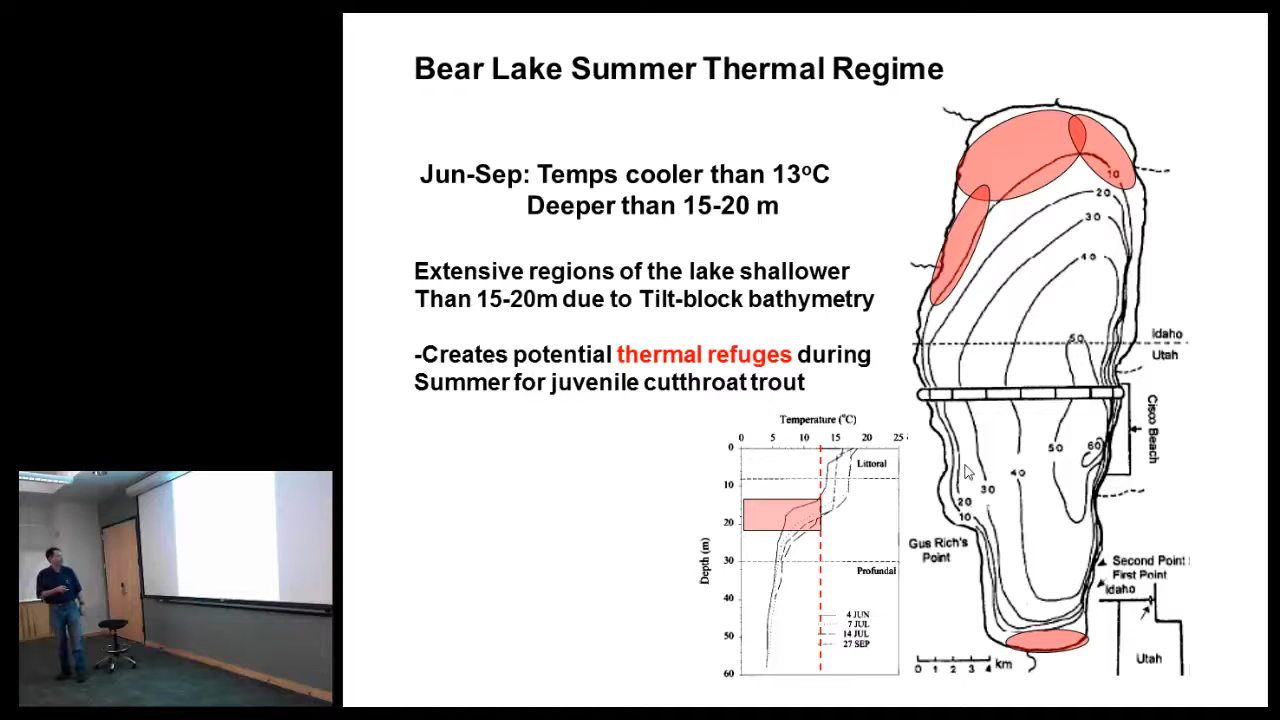 Bear Lake Summer Thermal Regime
Jun-Sep: Temps cooler than 13ºC
Deeper than 15-20 m
Extensive regions of the lake shallower
Than 15-20m due to Tilt-block bathymetry
-Creates potential thermal refuges during
Summer for juvenile cutthroat trout
Temperature (°C)
0 5 10 15 20 25
0
10
20
30
40
50
60
Depth (m)
Littoral
Profundal
4 JUN
7 JUL
14 JUL
27 SEP
10
20
30
40
50
Idaho
Utah
Cisco Beach
60
50
40
30
20
10
Gus Rich's
Point
Second Point
First Point
Idaho
Utah
0 1 2 3 4 km